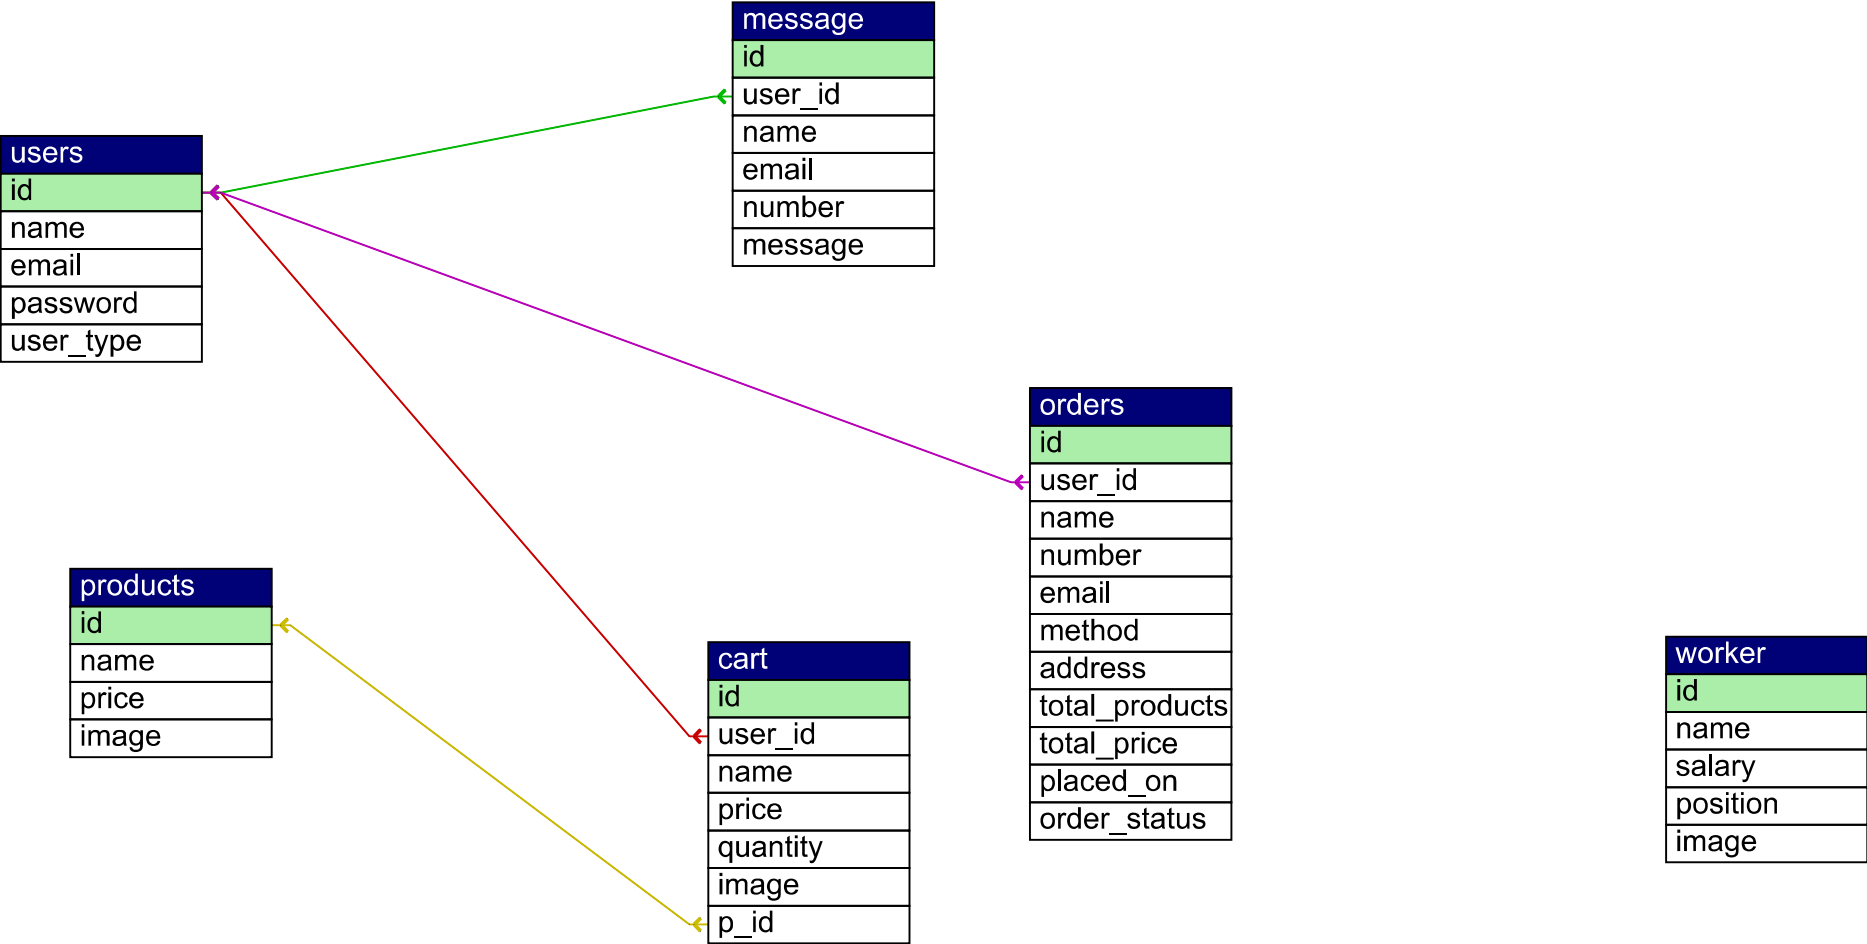 message
id
user_id
name
email
number
message
users
id
name
email
password
user_type
orders
id
user_id
name
number
email
method
address
total_products
total_price
placed_on
order_status
products
id
name
price
image
cart
id
user_id
name
price
quantity
image
p_id
worker
id
name
salary
position
image